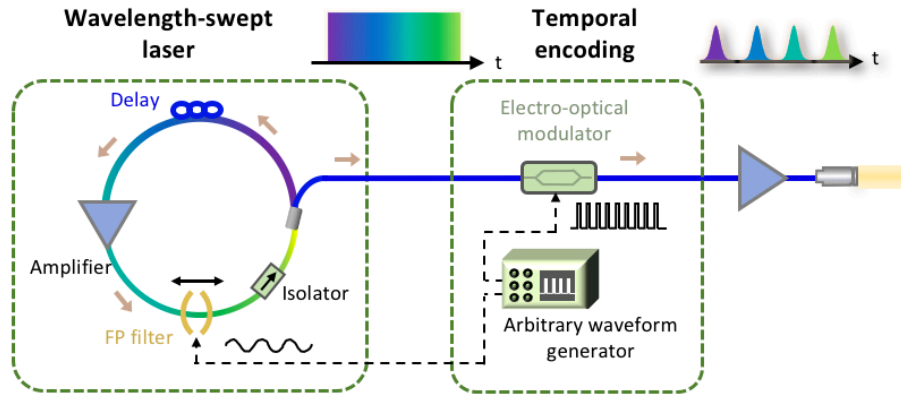 Wavelength-swept
laser
t
Temporal
encoding
t
Delay
Electro-optical
modulator
Amplifier
Isolator
FP filter
Arbitrary waveform
generator